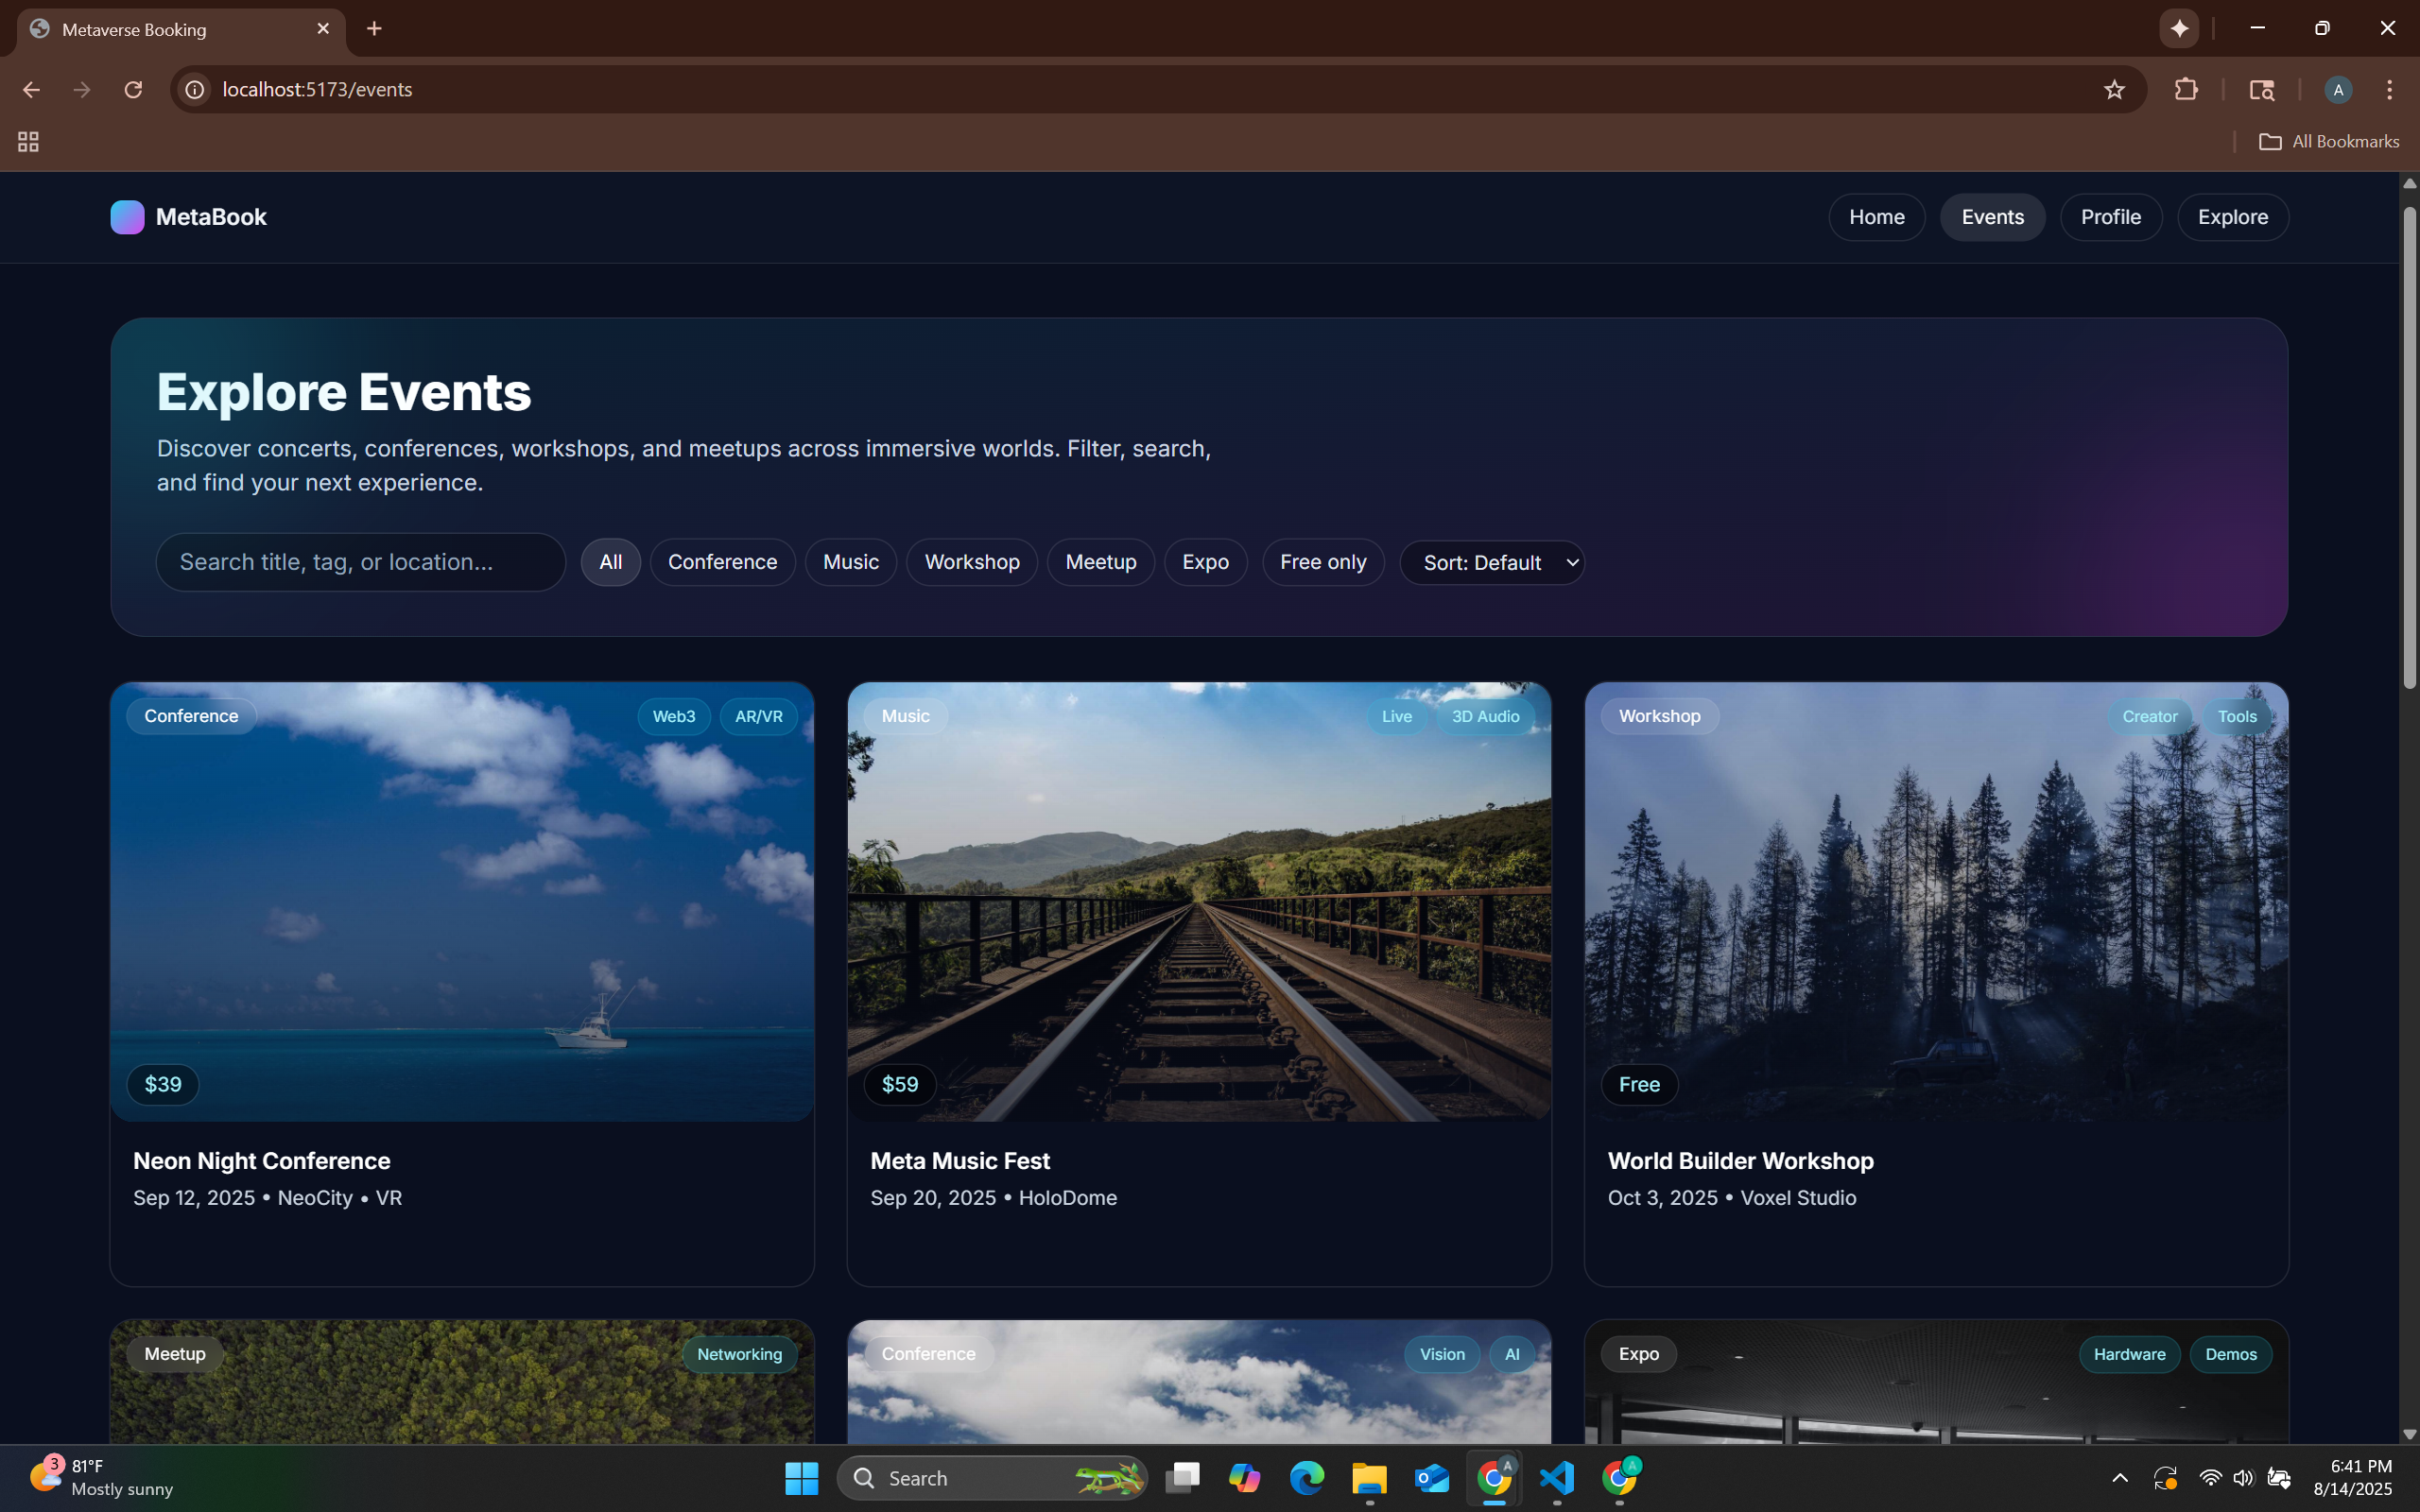 Metaverse Booking
localhost:5173/events
A
All Bookmarks
MetaBook
Home
Events
Profile
Explore
Explore Events
Discover concerts, conferences, workshops, and meetups across immersive worlds. Filter, search,
and find your next experience.
Search title, tag, or location...
All
Conference
Music
Workshop
Meetup
Expo
Free only
Sort: Default
Conference
Web3
AR/VR
$39
Neon Night Conference
Sep 12, 2025 • NeoCity • VR
Music
Live
3D Audio
$59
Meta Music Fest
Sep 20, 2025 • HoloDome
Workshop
Creator
Tools
Free
World Builder Workshop
Oct 3, 2025 • Voxel Studio
Meetup
Networking
Conference
Vision
AI
Expo
Hardware
Demos
3
81°F
Mostly sunny
Search
A
A
6:41 PM
8/14/2025